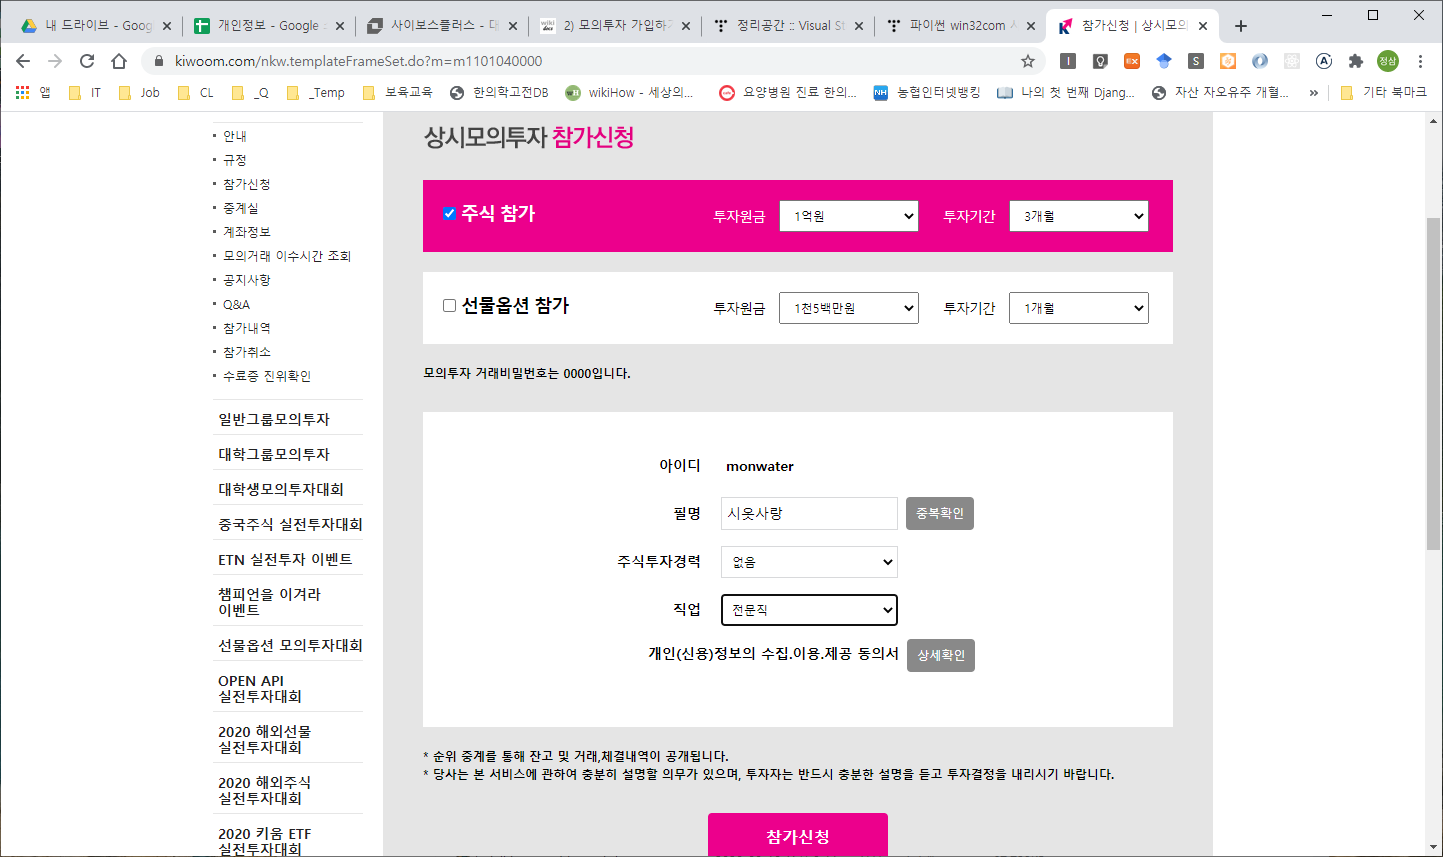 내 드라이브 - Goog
개인정보 - Google
사이보스플러스 - 대
2) 모의투자 가입하기
정리공간 :: Visual St
파이썬 win32com 시
참가신청 | 상시모의
kiwoom.com/nkw.templateFrameSet.do?m=m1101040000
정상
앱
IT
Job
CL
_Q
_Temp
보육교육
한의학고전DB
wikiHow - 세상의...
요양병원 진료 한의...
농협인터넷뱅킹
나의 첫 번째 Djang...
자산 자오유주 개혈...
»
기타 북마크
안내
규정
참가신청
중계실
계좌정보
모의거래 이수시간 조회
공지사항
Q&A
참가내역
참가취소
수료증 진위확인
일반그룹모의투자
대학그룹모의투자
대학생모의투자대회
중국주식 실전투자대회
ETN 실전투자 이벤트
챔피언을 이겨라
이벤트
선물옵션 모의투자대회
OPEN API
실전투자대회
2020 해외선물
실전투자대회
2020 해외주식
실전투자대회
2020 키움 ETF
실전투자대회
상시모의투자 참가신청
주식 참가 투자원금 1억원 투자기간 3개월
선물옵션 참가 투자원금 1천5백만원 투자기간 1개월
모의투자 거래비밀번호는 0000입니다.
아이디 monwater
필명 시옷사랑 중복확인
주식투자경력 없음
직업 전문직
개인(신용)정보의 수집.이용.제공 동의서 상세확인
* 순위 중계를 통해 잔고 및 거래,체결내역이 공개됩니다.
* 당사는 본 서비스에 관하여 충분히 설명할 의무가 있으며, 투자자는 반드시 충분한 설명을 듣고 투자결정을 내리시기 바랍니다.
참가신청